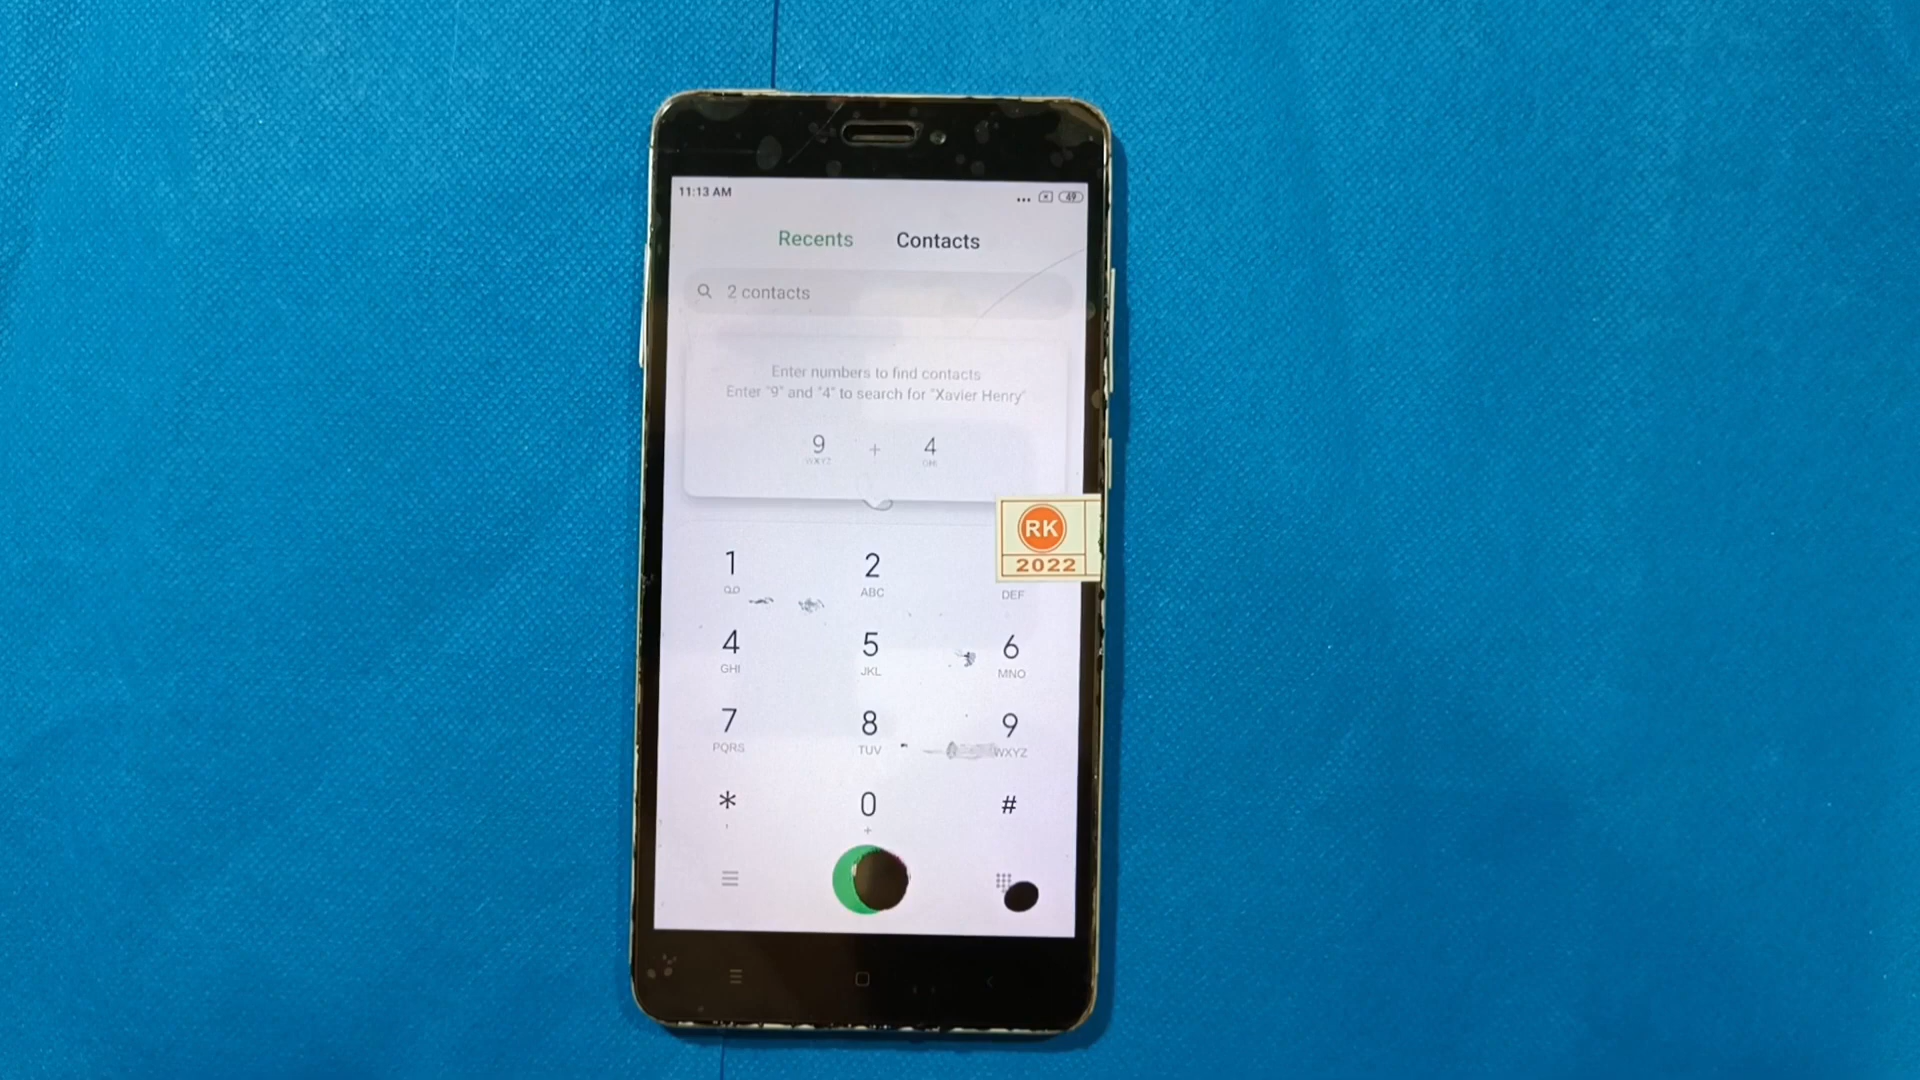 11:13 AM
49
Recents Contacts
2 contacts
Enter numbers to find contacts
Enter "9" and "4" to search for "Xavier Henry"
9 + 4
WXYZ GHI
RK
2022
1 2
ABC DEF
4 5 6
GHI JKL MNO
7 8 9
PQRS TUV WXYZ
* 0 #
, +